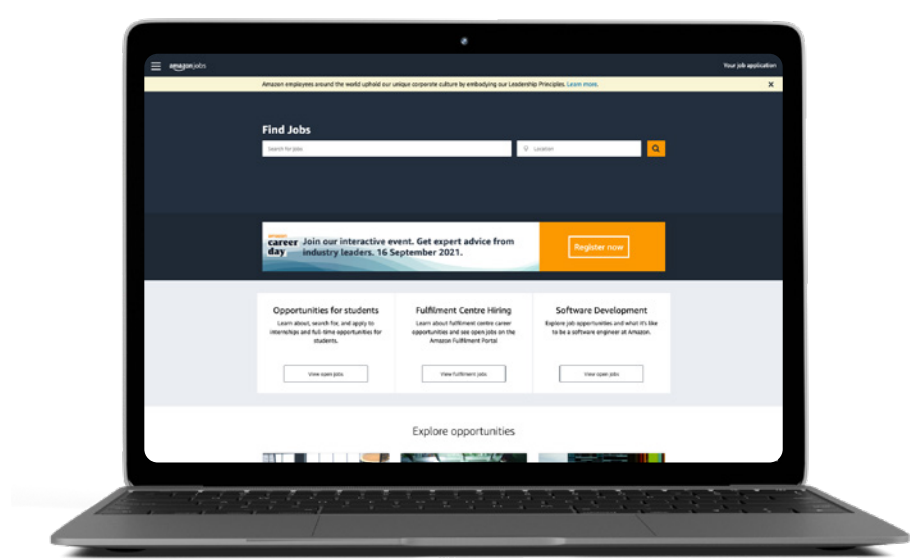 amazon jobs
Your job application
Amazon employees around the world uphold our unique corporate culture by embodying our Leadership Principles. Learn more.
X
Find Jobs
Search for jobs
Location
amazon
career
day
Join our interactive event. Get expert advice from
industry leaders. 16 September 2021.
Register now
Opportunities for students
Learn about, search for, and apply to
internships and full-time opportunities for
students.
View open jobs
Fulfilment Centre Hiring
Learn about fulfilment centre career
opportunities and see open jobs on the
Amazon Fulfilment Portal
View fulfilment jobs
Software Development
Explore job opportunities and what it's like
to be a software engineer at Amazon.
View open jobs
Explore opportunities